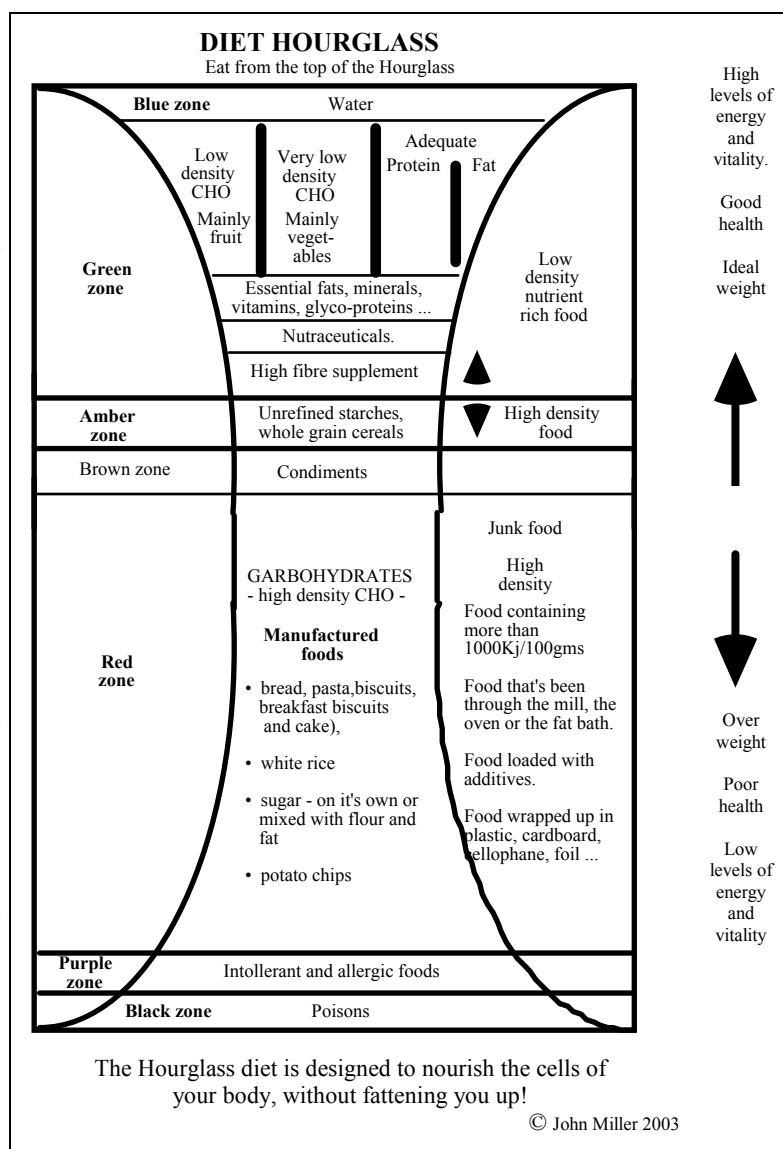 DIET HOURGLASS
Eat from the top of the Hourglass
Blue zone
Water
Low
density
CHO
Mainly
fruit
Very low
density
CHO
Mainly
veget-
ables
Adequate
Protein
Fat
Green
zone
Low
density
nutrient
rich food
Essential fats, minerals,
vitamins, glyco-proteins ...
Nutraceuticals.
High fibre supplement
Amber
zone
Unrefined starches,
whole grain cereals
High density
food
Brown zone
Condiments
Red
zone
GARBOHYDRATES
- high density CHO -
Manufactured
foods
• bread, pasta,biscuits,
breakfast biscuits
and cake),
• white rice
• sugar - on it's own or
mixed with flour and
fat
• potato chips
Junk food
High
density
Food containing
more than
1000Kj/100gms
Food that's been
through the mill, the
oven or the fat bath.
Food loaded with
additives.
Food wrapped up in
plastic, cardboard,
cellophane, foil ...
Purple
zone
Intollerant and allergic foods
Black zone
Poisons
High
levels of
energy
and
vitality.
Good
health
Ideal
weight
Over
weight
Poor
health
Low
levels of
energy
and
vitality
The Hourglass diet is designed to nourish the cells of
your body, without fattening you up!
© John Miller 2003